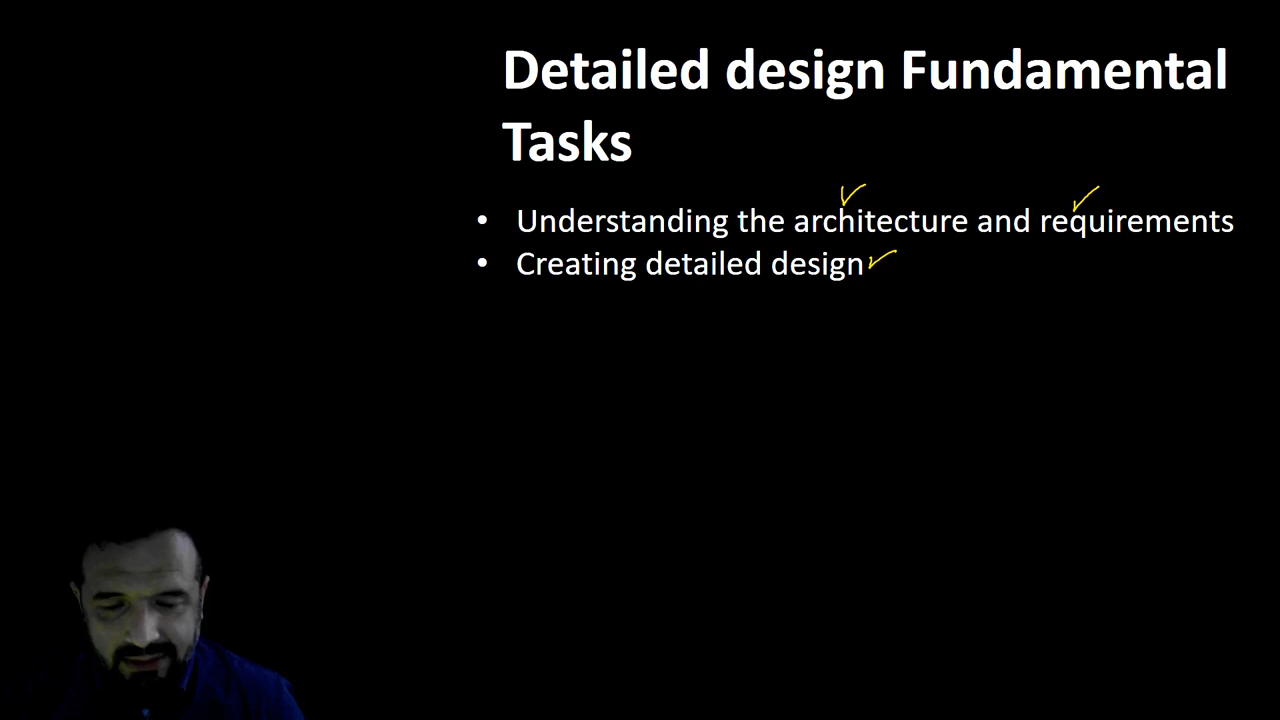 Detailed design Fundamental
Tasks
• Understanding the architecture and requirements
• Creating detailed design